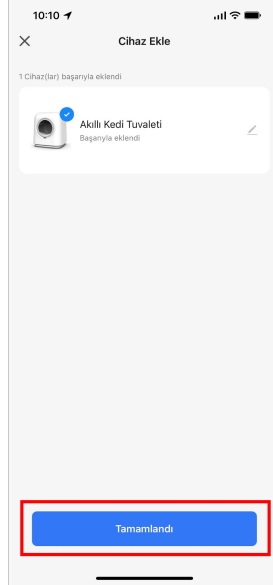 10:10
Cihaz Ekle
1 Cihaz(lar) başarıyla eklendi
Akıllı Kedi Tuvaleti
Başarıyla eklendi
Tamamlandı